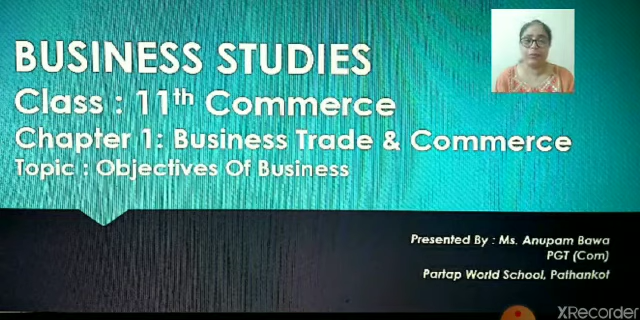 BUSINESS STUDIES
Class : 11th Commerce
Chapter 1: Business Trade & Commerce
Topic : Objectives Of Business
Presented By : Ms. Anupam Bawa
PGT (Com)
Partap World School, Pathankot
XRecorder